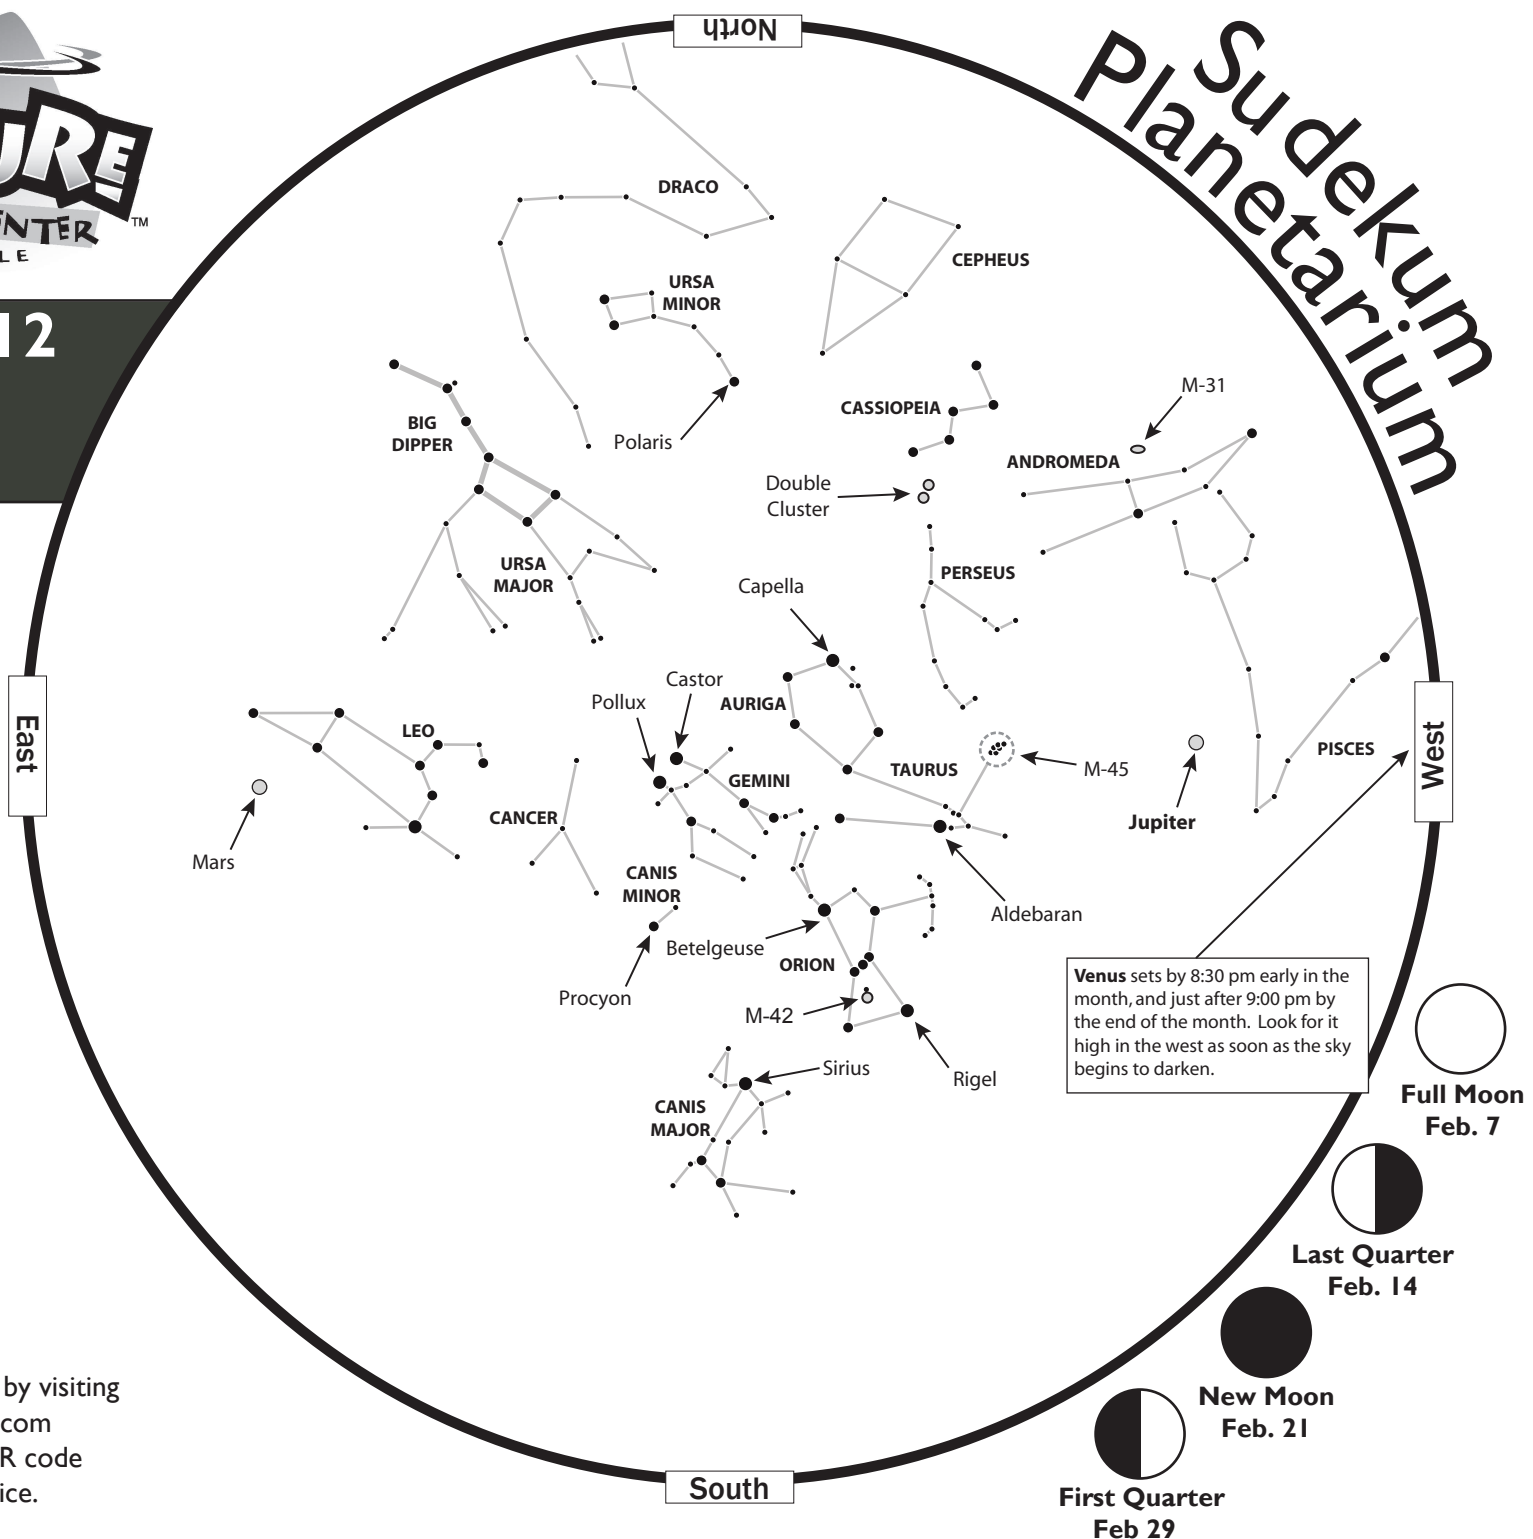 North
Sudekum
Planetarium
URE
NTER
TM
LE
12
DRACO
CEPHEUS
URSA
MINOR
M-31
CASSIOPEIA
BIG
DIPPER
Polaris
ANDROMEDA
Double
Cluster
URSA
MAJOR
PERSEUS
Capella
Castor
Pollux
AURIGA
LEO
East
West
PISCES
TAURUS
M-45
GEMINI
CANCER
Jupiter
Mars
CANIS
MINOR
Aldebaran
Betelgeuse
ORION
Procyon
M-42
Venus sets by 8:30 pm early in the
month, and just after 9:00 pm by
the end of the month. Look for it
high in the west as soon as the sky
begins to darken.
Sirius
Rigel
CANIS
MAJOR
Full Moon
Feb. 7
Last Quarter
Feb. 14
New Moon
Feb. 21
First Quarter
Feb 29
by visiting
com
R code
ice.
South